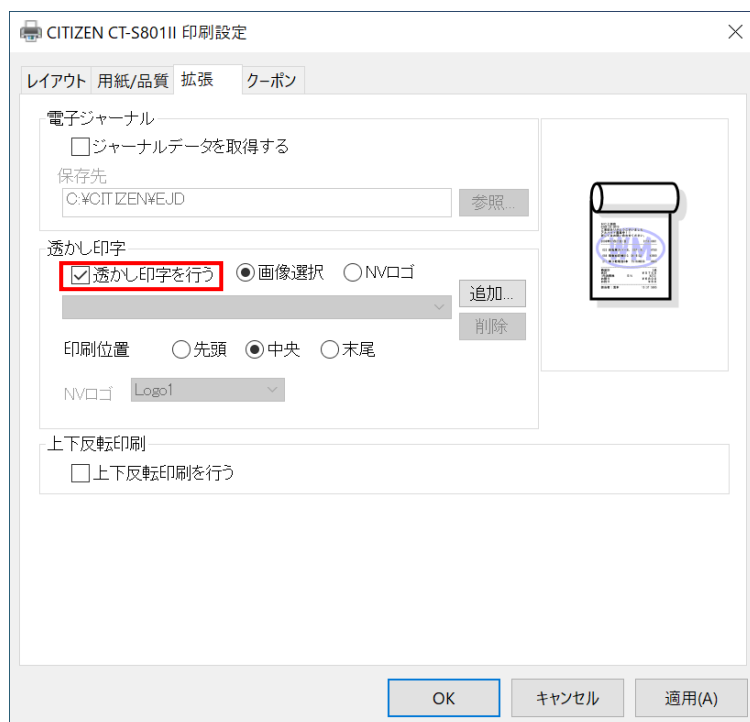 CITIZEN CT-S801II 印刷設定
レイアウト 用紙/品質 拡張 クーポン
電子ジャーナル
ジャーナルデータを取得する
保存先
C:¥CITIZEN¥EJD 参照...
透かし印字
透かし印字を行う 画像選択 NVロゴ
追加...
削除
印刷位置 先頭 中央 末尾
NVロゴ Logo1
WM
上下反転印刷
上下反転印刷を行う
OK キャンセル 適用(A)